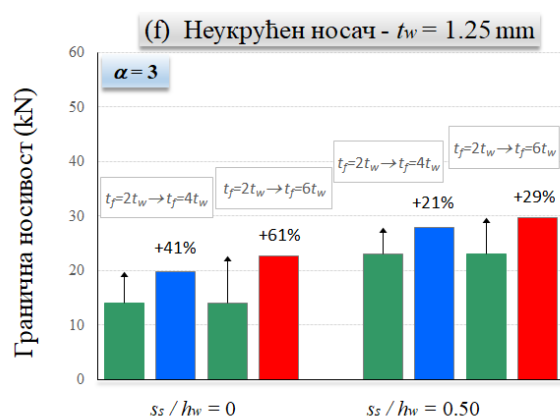 (f) Неукрућен носач - tw = 1.25 mm
α = 3
Гранична носивост (kN)
60
50
40
30
20
10
0
tf=2tw→tf=4tw
tf=2tw→tf=6tw
tf=2tw→tf=4tw
tf=2tw→tf=6tw
+41%
+61%
+21%
+29%
ss / hw = 0
ss / hw = 0.50